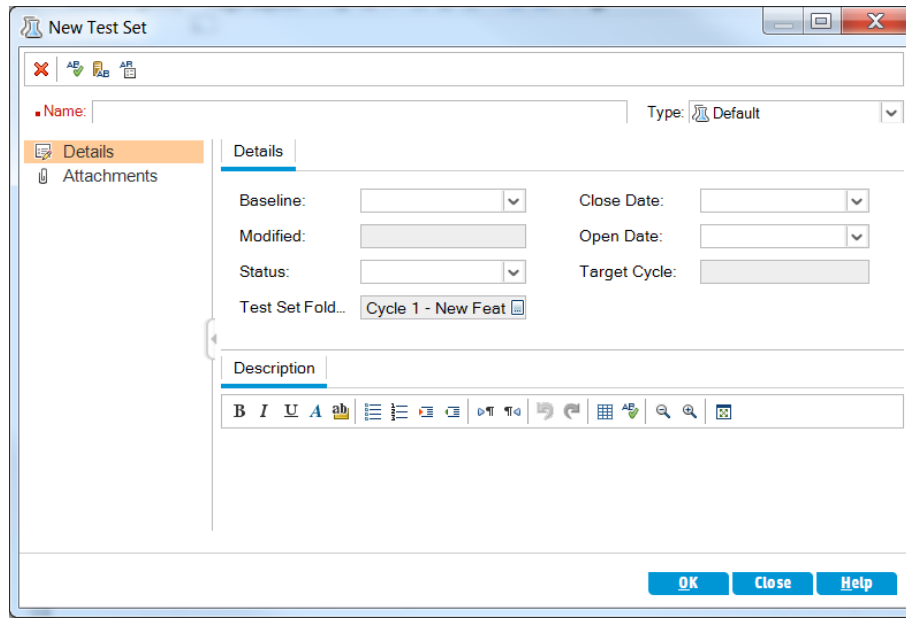 New Test Set
Name: Type: Default
Details
Attachments
Details
Baseline: Close Date:
Modified: Open Date:
Status: Target Cycle:
Test Set Fold... Cycle 1 - New Feat
Description
B I U A ab
OK Close Help